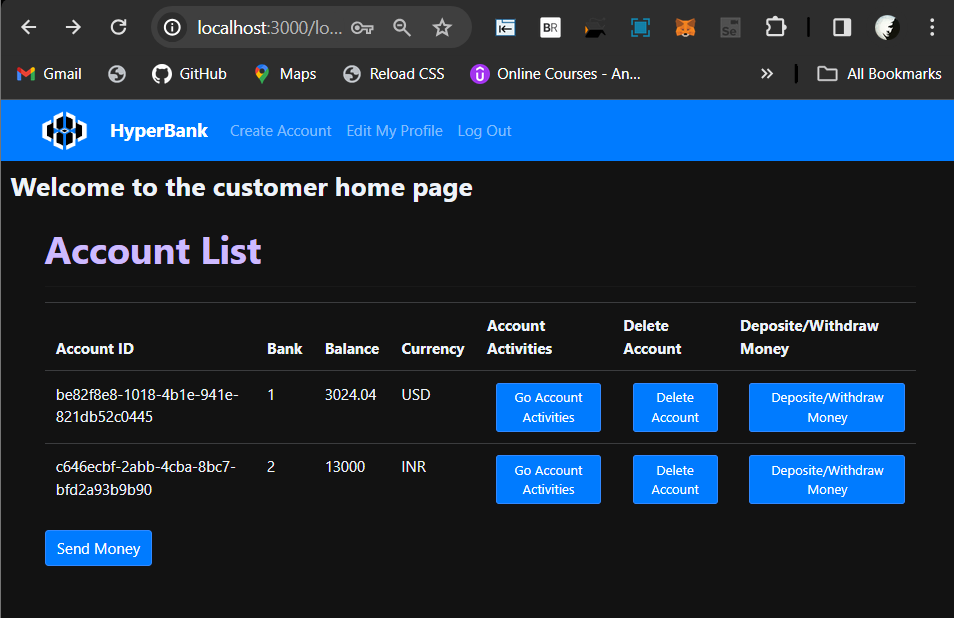 localhost:3000/lo...
BR
Se
Gmail GitHub Maps Reload CSS Online Courses - An... All Bookmarks
HyperBank Create Account Edit My Profile Log Out
Welcome to the customer home page
Account List
Account ID Bank Balance Currency Account Activities Delete Account Deposite/Withdraw Money
be82f8e8-1018-4b1e-941e-821db52c0445 1 3024.04 USD Go Account Activities Delete Account Deposite/Withdraw Money
c646ecbf-2abb-4cba-8bc7-bfd2a93b9b90 2 13000 INR Go Account Activities Delete Account Deposite/Withdraw Money
Send Money